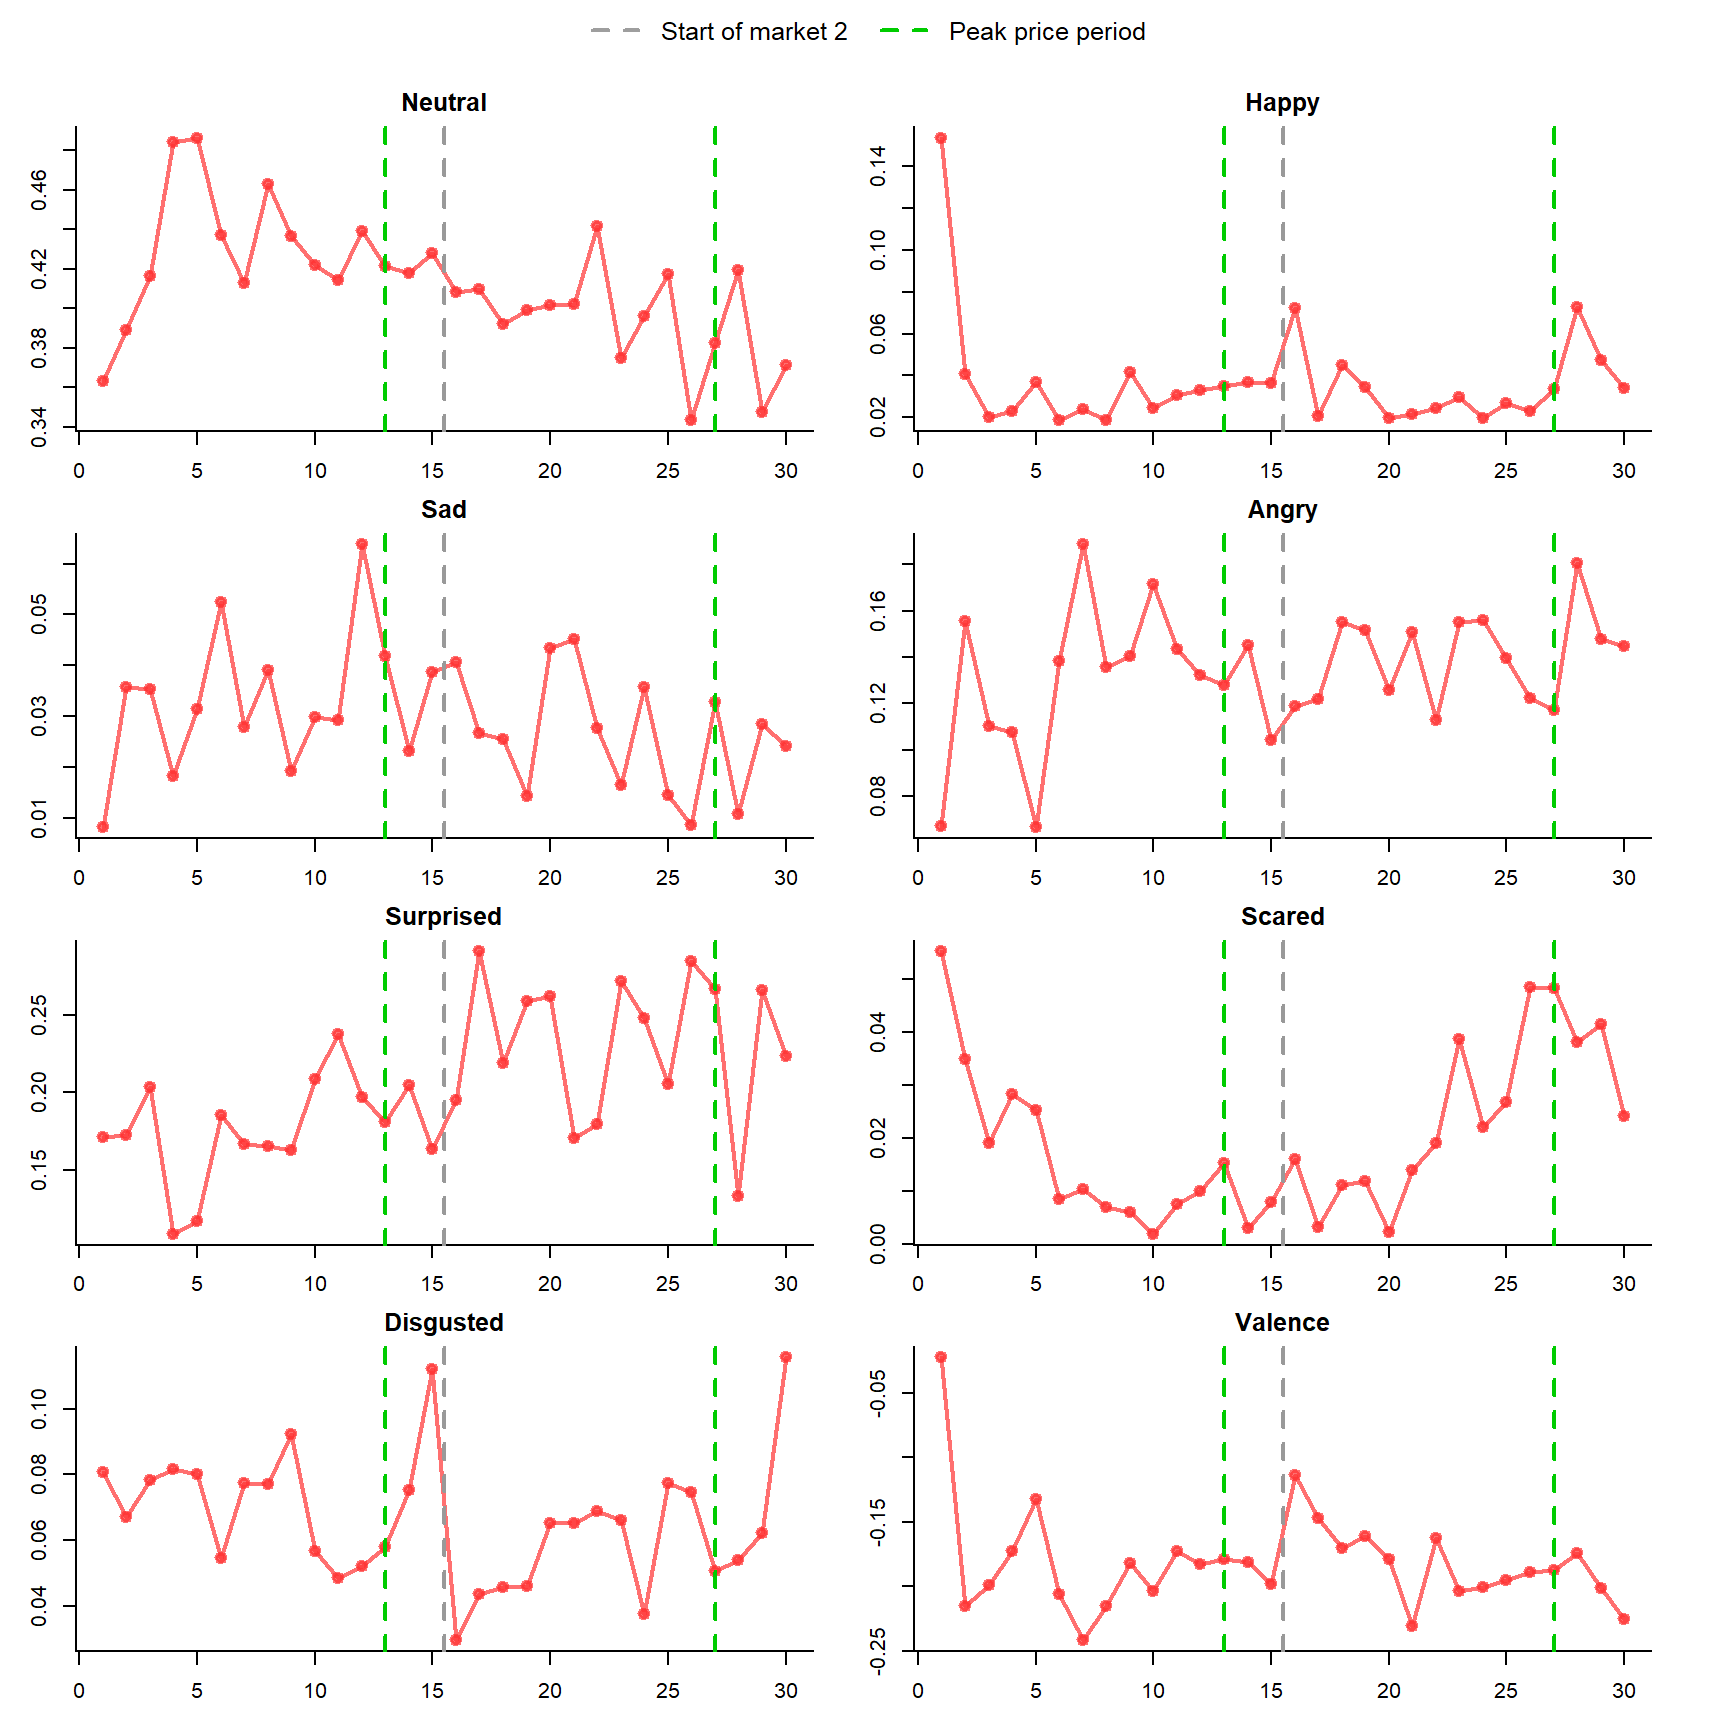 Start of market 2 Peak price period
Neutral Happy
0.46 0.14
0.42 0.10
0.38 0.06
0.34 0.02
0 5 10 15 20 25 30 0 5 10 15 20 25 30
Sad Angry
0.05 0.16
0.03 0.12
0.01 0.08
0 5 10 15 20 25 30 0 5 10 15 20 25 30
Surprised Scared
0.25 0.04
0.20 0.02
0.15 0.00
0 5 10 15 20 25 30 0 5 10 15 20 25 30
Disgusted Valence
0.10 -0.05
0.08 -0.15
0.06 -0.25
0.04
0 5 10 15 20 25 30 0 5 10 15 20 25 30